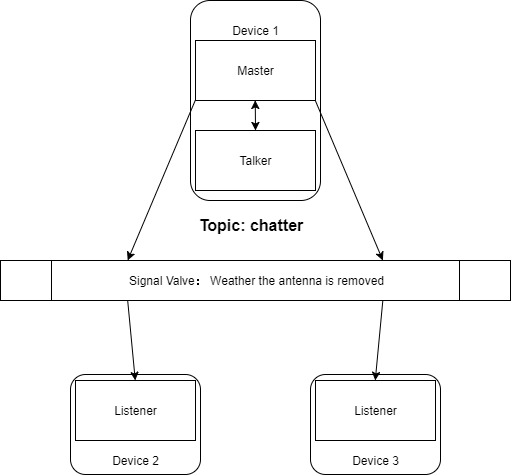 Device 1
Master
Talker
Topic: chatter
Signal Valve： Weather the antenna is removed
Listener
Listener
Device 2
Device 3